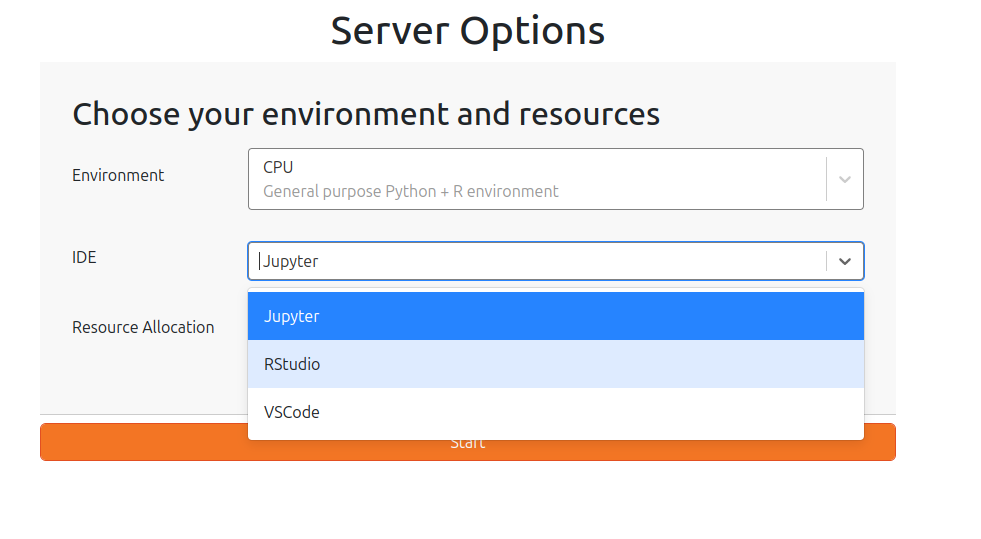 Server Options
Choose your environment and resources
Environment
CPU
General purpose Python + R environment
IDE
Jupyter
Jupyter
Resource Allocation
RStudio
VSCode
Start